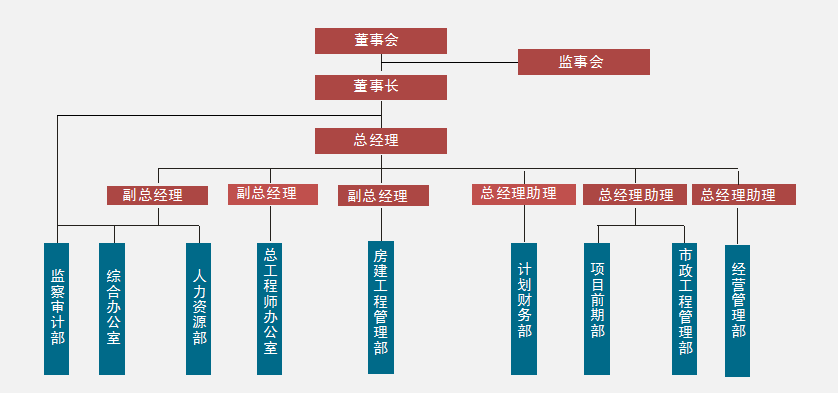 董事会
监事会
董事长
总经理
副总经理
副总经理
副总经理
总经理助理
总经理助理
总经理助理
监察审计部
综合办公室
人力资源部
总工程师办公室
房建工程管理部
计划财务部
项目前期部
市政工程管理部
经营管理部